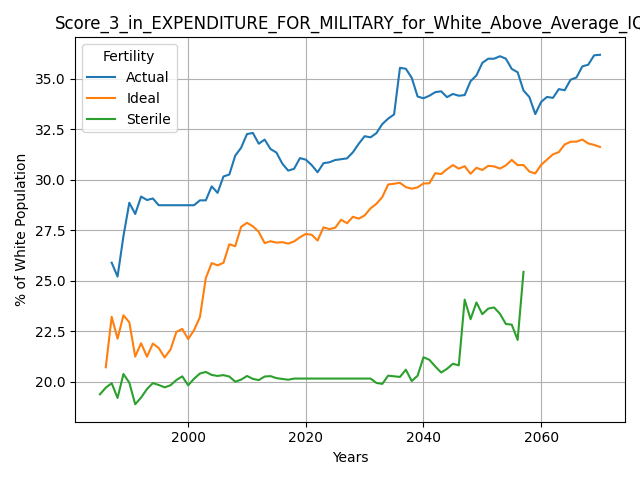 Score_3_in_EXPENDITURE_FOR_MILITARY_for_White_Above_Average_IQ
Fertility
Actual
Ideal
Sterile
35.0
32.5
30.0
27.5
25.0
22.5
20.0
% of White Population
2000
2020
2040
2060
Years